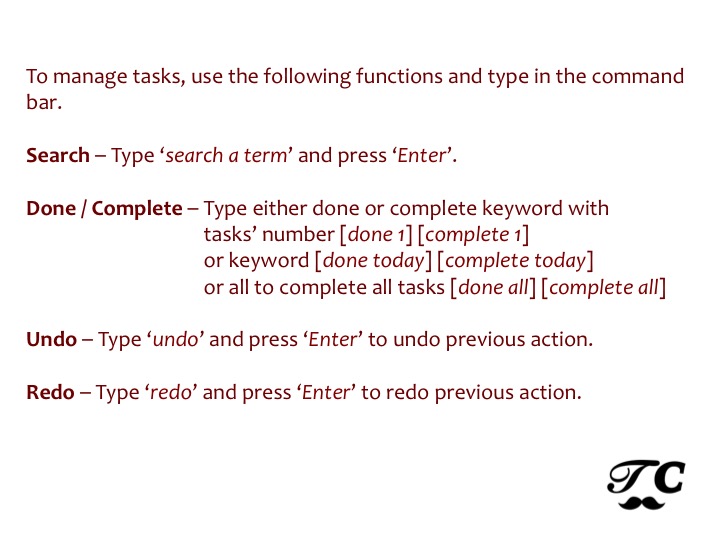 To manage tasks, use the following functions and type in the command
bar.
Search – Type ‘search a term’ and press ‘Enter’.
Done / Complete – Type either done or complete keyword with
tasks’ number [done 1] [complete 1]
or keyword [done today] [complete today]
or all to complete all tasks [done all] [complete all]
Undo – Type ‘undo’ and press ‘Enter’ to undo previous action.
Redo – Type ‘redo’ and press ‘Enter’ to redo previous action.
TC